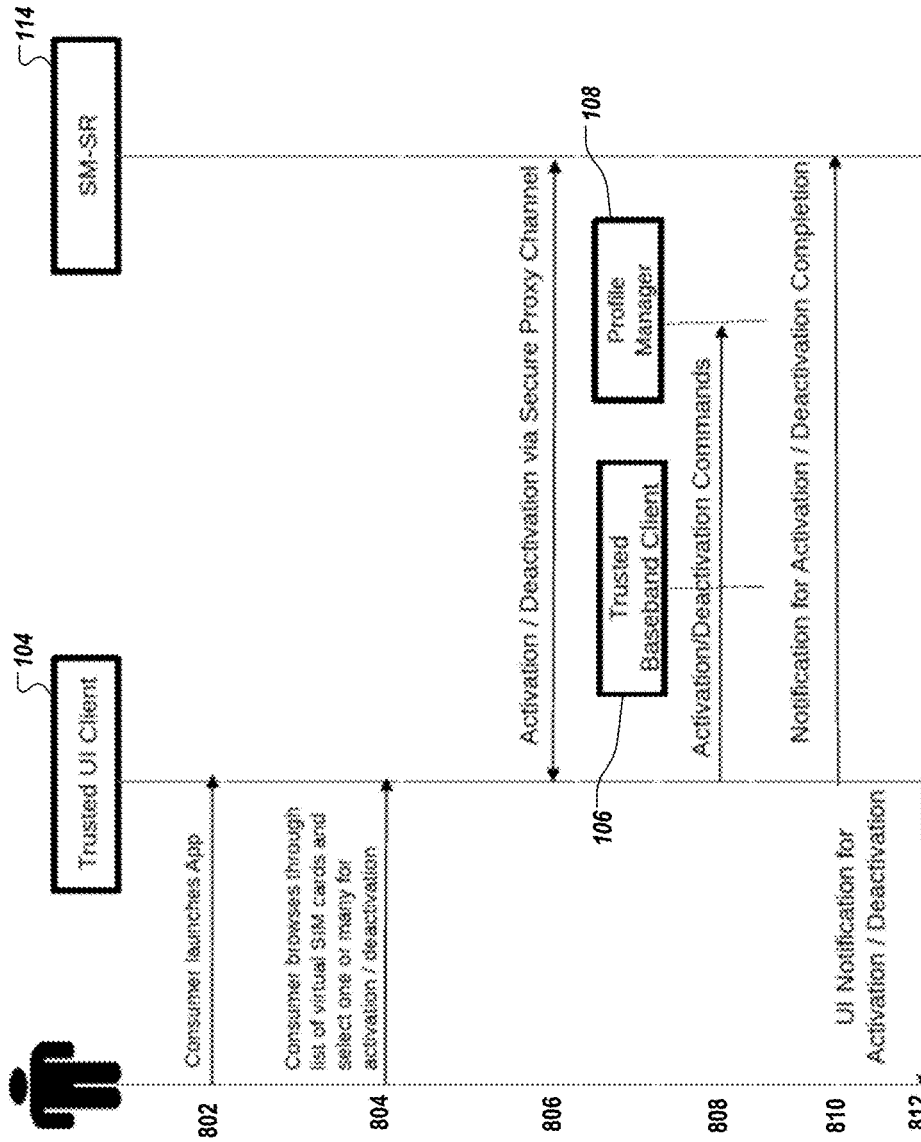 104
Trusted UI Client
114
SM-SR
802
Consumer launches App
804
Consumer browses through
list of virtual SIM cards and
select one or many for
activation / deactivation
806
Activation / Deactivation via Secure Proxy Channel
106
Trusted
Baseband Client
108
Profile
Manager
808
Activation/Deactivation Commands
810
Notification for Activation / Deactivation Completion
UI Notification for
Activation / Deactivation
812